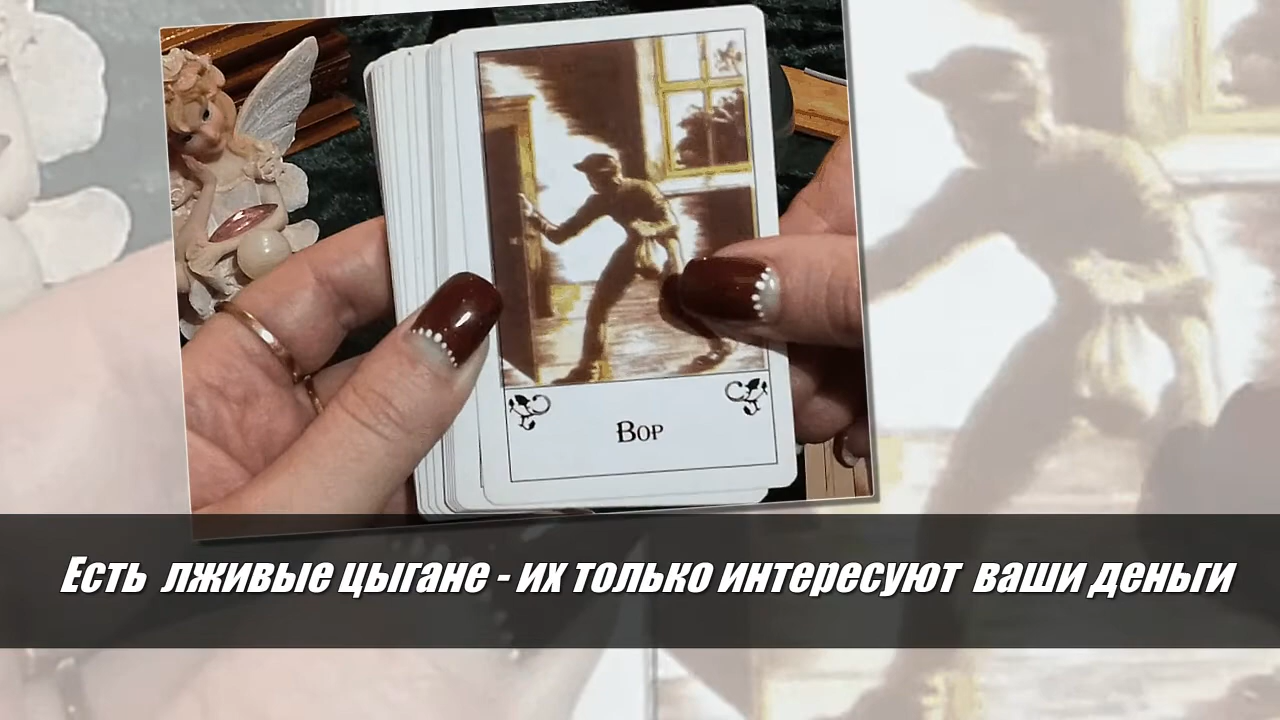 Вор
Есть лживые цыгане - их только интересуют ваши деньги